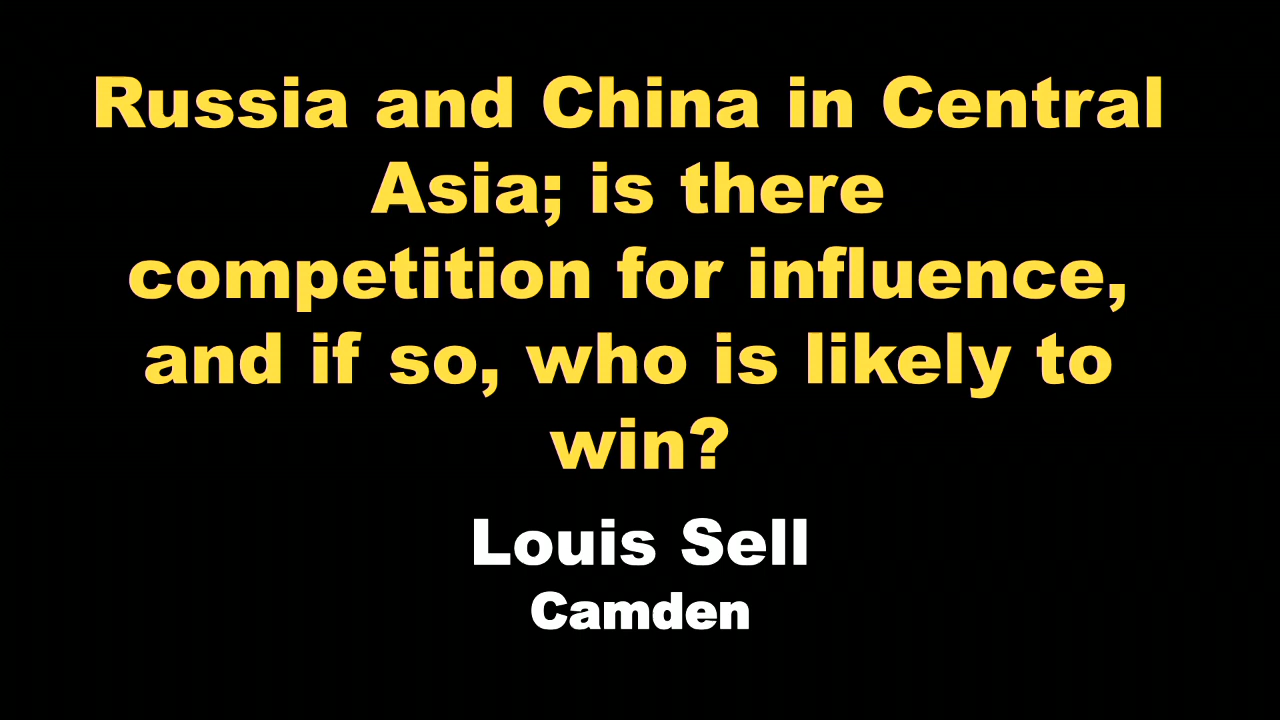 Russia and China in Central
Asia; is there
competition for influence,
and if so, who is likely to
win?
Louis Sell
Camden